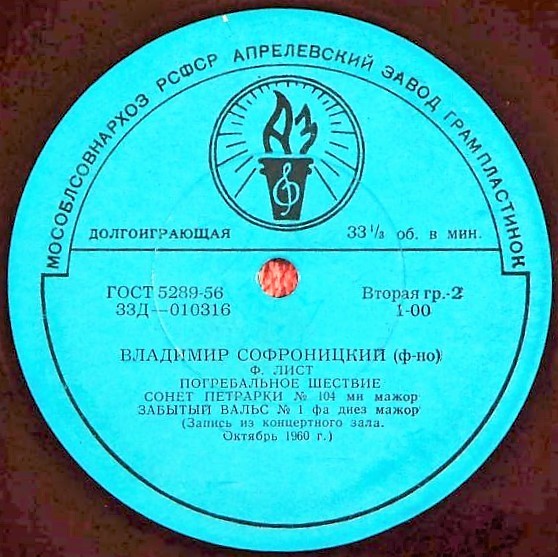 МОСОБЛСОВНАРХОЗ РСФСР АПРЕЛЕВСКИЙ ЗАВОД ГРАМПЛАСТИНОК
АЗ
ДОЛГОИГРАЮЩАЯ 33 1/3 об. в мин.
ГОСТ 5289-56 Вторая гр.-2
33Д—010316 1-00
ВЛАДИМИР СОФРОНИЦКИЙ (ф-но)
Ф. ЛИСТ
ПОГРЕБАЛЬНОЕ ШЕСТВИЕ
СОНЕТ ПЕТРАРКИ № 104 ми мажор
ЗАБЫТЫЙ ВАЛЬС № 1 фа диез мажор
(Запись из концертного зала.
Октябрь 1960 г.)